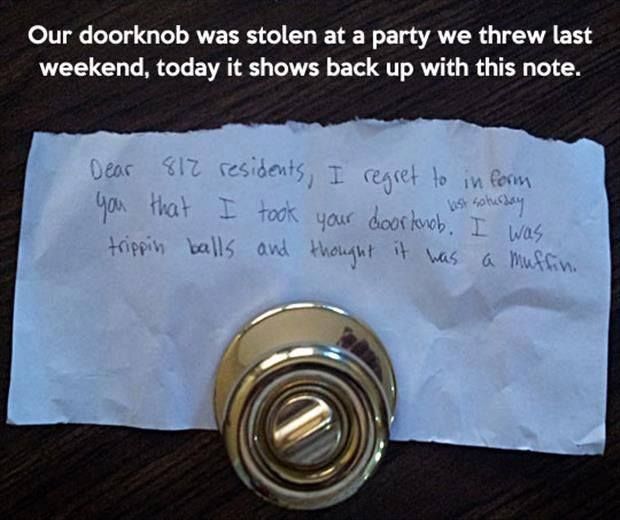 Our doorknob was stolen at a party we threw last
weekend, today it shows back up with this note.
Dear 812 residents, I regret to inform
you that I took your doorknob. last saturday I was
trippin balls and thought it was a muffin.